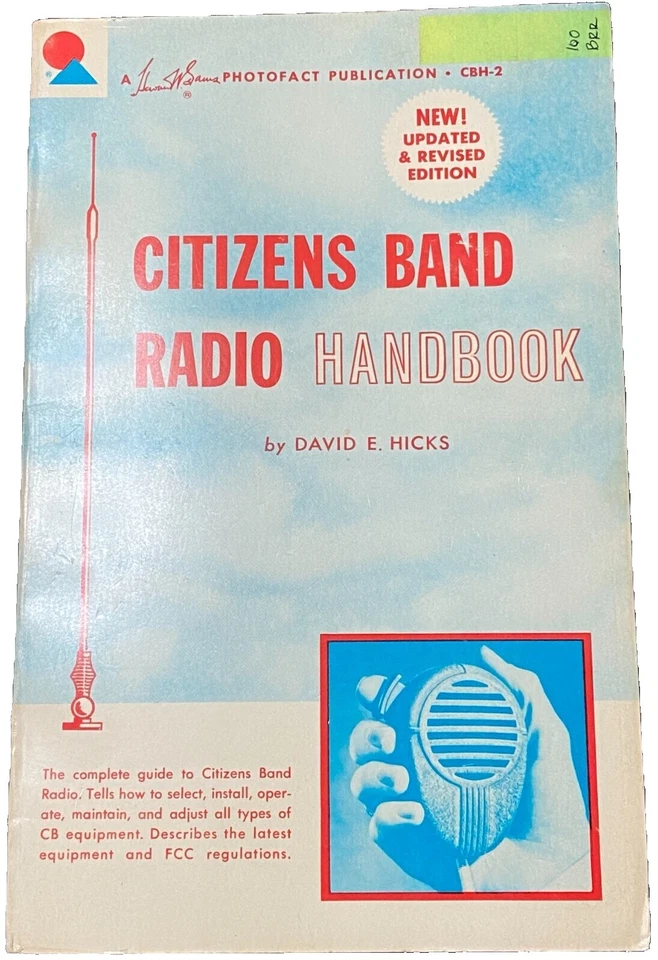 160
BRR
A Howard W. Sams PHOTOFACT PUBLICATION • CBH-2
®
®
NEW!
UPDATED
& REVISED
EDITION
CITIZENS BAND
RADIO HANDBOOK
by DAVID E. HICKS
The complete guide to Citizens Band
Radio. Tells how to select, install, oper-
ate, maintain, and adjust all types of
CB equipment. Describes the latest
equipment and FCC regulations.